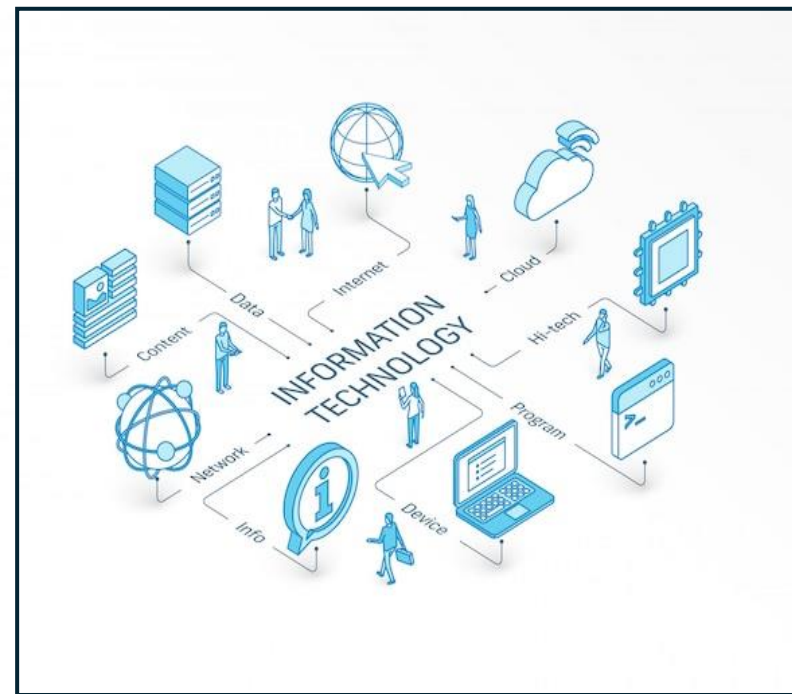 Internet
Cloud
Data
Hi-tech
Content
INFORMATION
TECHNOLOGY
Program
Network
Info
Device
i